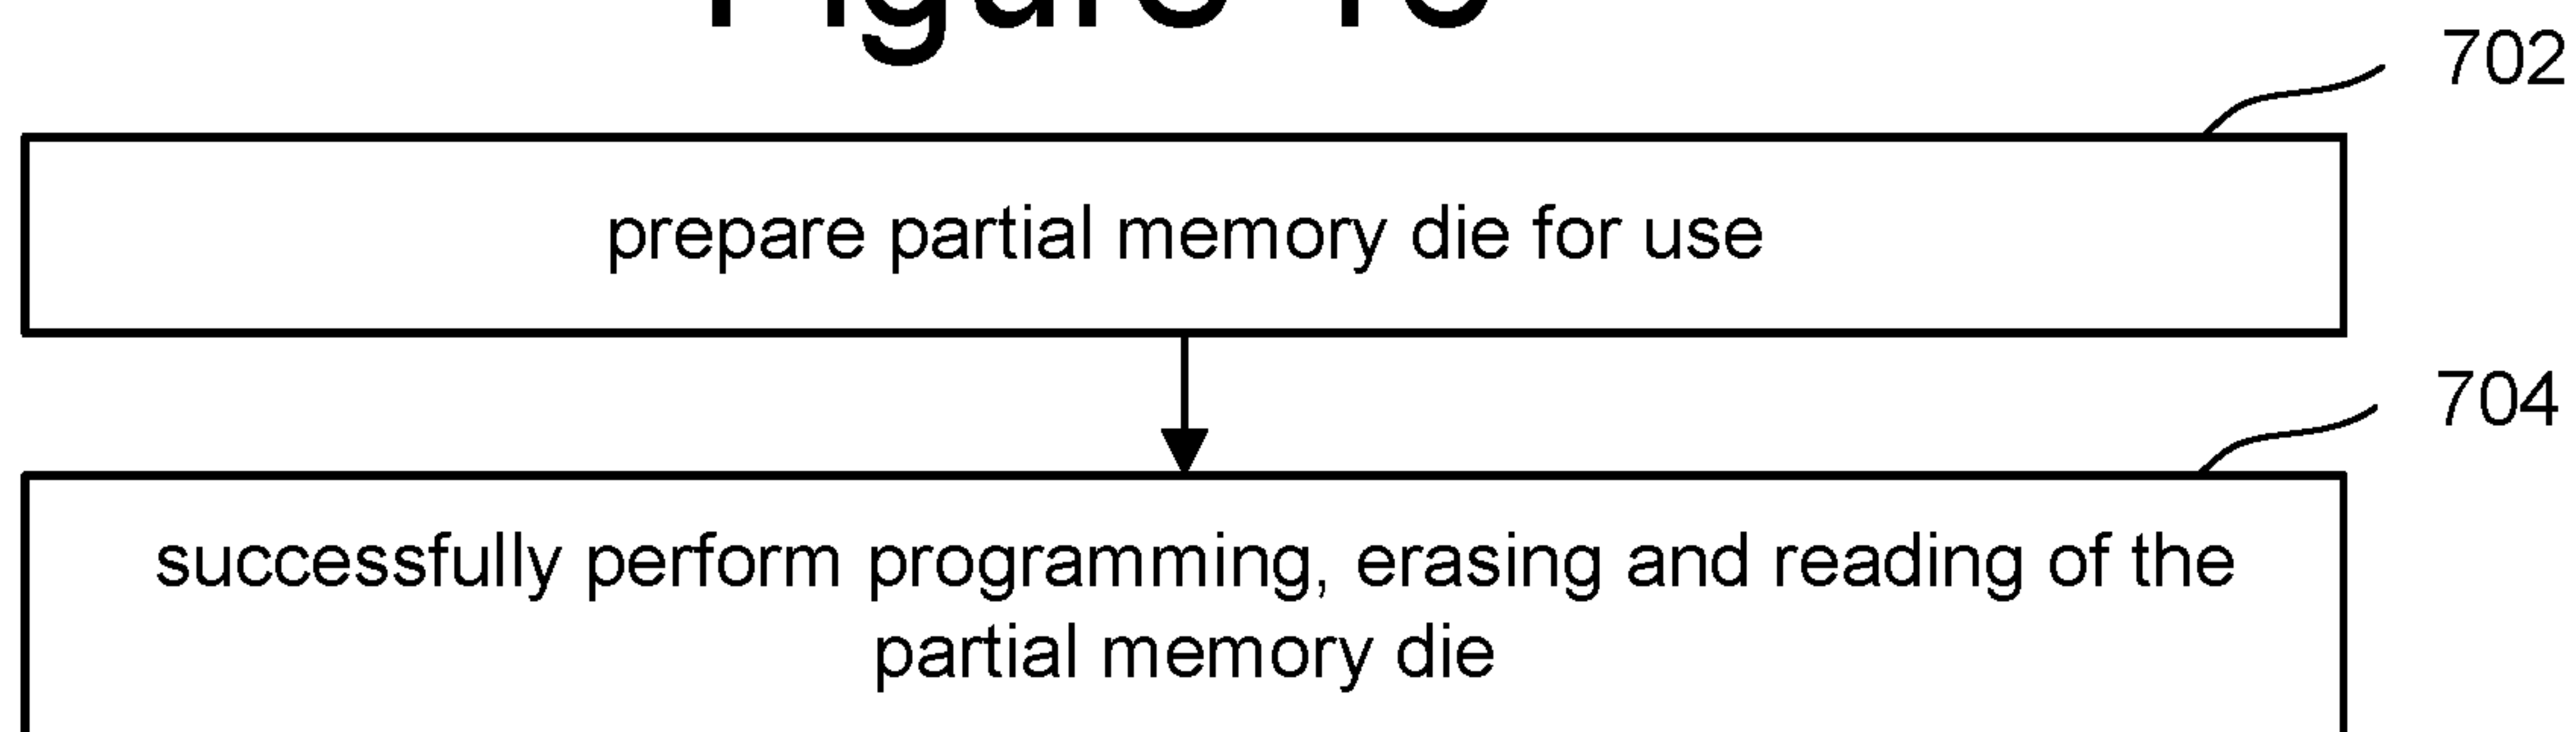 702
prepare partial memory die for use
704
successfully perform programming, erasing and reading of the
partial memory die